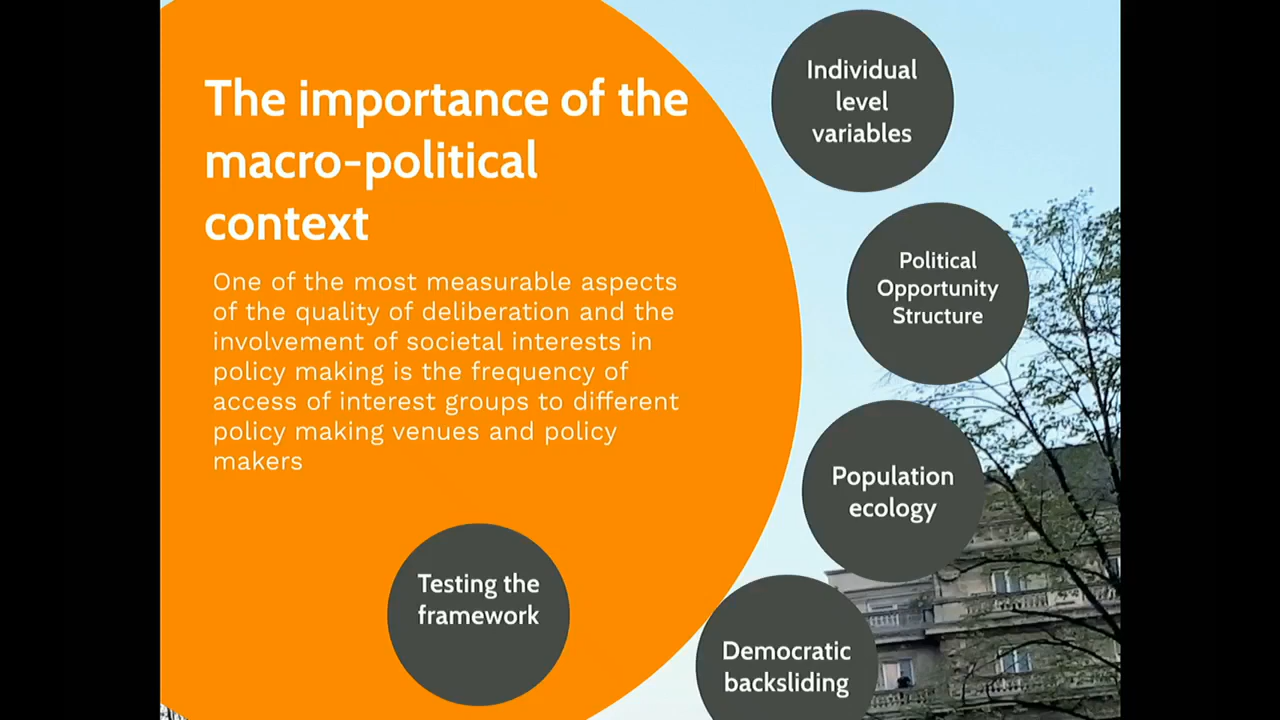 The importance of the
macro-political
context
One of the most measurable aspects
of the quality of deliberation and the
involvement of societal interests in
policy making is the frequency of
access of interest groups to different
policy making venues and policy
makers
Individual
level
variables
Political
Opportunity
Structure
Population
ecology
Democratic
backsliding
Testing the
framework